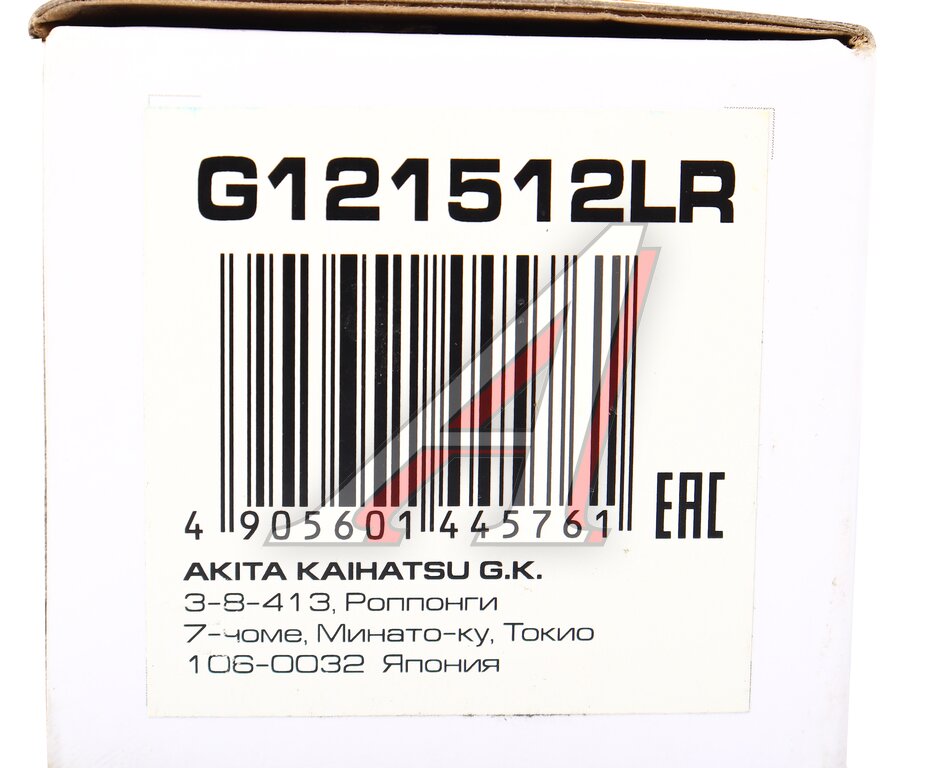 G121512LR
4 905601 445761
EAC
AKITA KAIHATSU G.K.
3-8-413, Роппонги
7-чоме, Минато-ку, Токио
106-0032 Япония